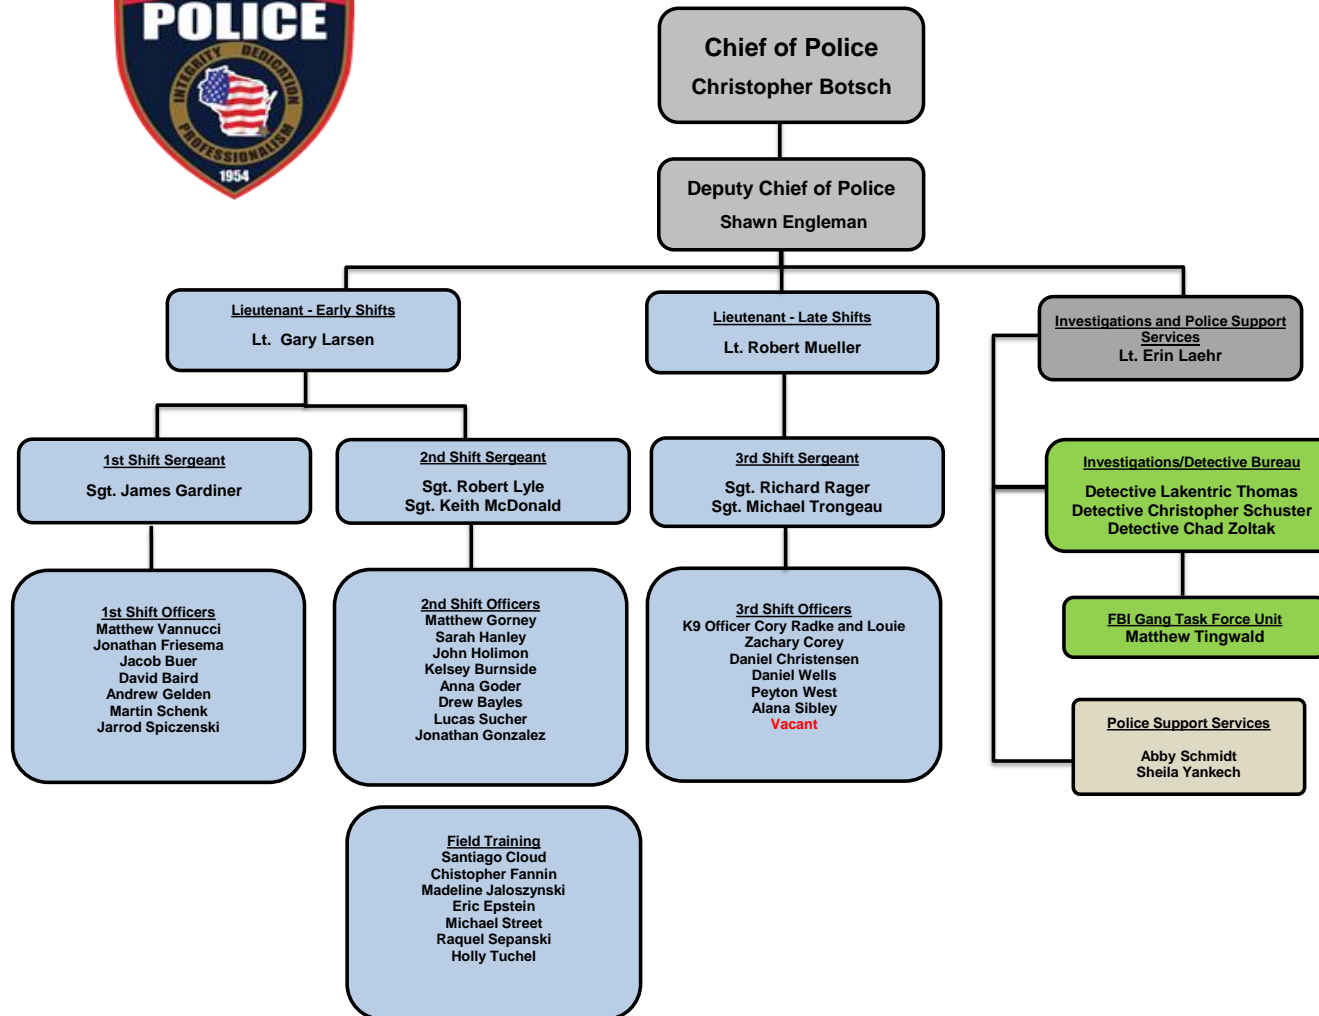 POLICE
INTEGRITY DEDICATION
PROFESSIONALISM
1954
Chief of Police
Christopher Botsch
Deputy Chief of Police
Shawn Engleman
Lieutenant - Early Shifts
Lt. Gary Larsen
Lieutenant - Late Shifts
Lt. Robert Mueller
Investigations and Police Support
Services
Lt. Erin Laehr
1st Shift Sergeant
Sgt. James Gardiner
2nd Shift Sergeant
Sgt. Robert Lyle
Sgt. Keith McDonald
3rd Shift Sergeant
Sgt. Richard Rager
Sgt. Michael Trongeau
Investigations/Detective Bureau
Detective Lakentric Thomas
Detective Christopher Schuster
Detective Chad Zoltak
1st Shift Officers
Matthew Vannucci
Jonathan Friesema
Jacob Buer
David Baird
Andrew Gelden
Martin Schenk
Jarrod Spiczenski
2nd Shift Officers
Matthew Gorney
Sarah Hanley
John Holimon
Kelsey Burnside
Anna Goder
Drew Bayles
Lucas Sucher
Jonathan Gonzalez
3rd Shift Officers
K9 Officer Cory Radke and Louie
Zachary Corey
Daniel Christensen
Daniel Wells
Peyton West
Alana Sibley
Vacant
FBI Gang Task Force Unit
Matthew Tingwald
Police Support Services
Abby Schmidt
Sheila Yankech
Field Training
Santiago Cloud
Chistopher Fannin
Madeline Jaloszynski
Eric Epstein
Michael Street
Raquel Sepanski
Holly Tuchel